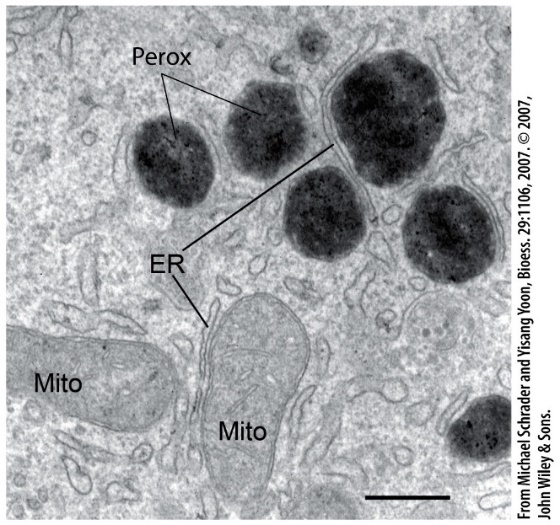 Perox
ER
Mito
Mito
From Michael Schrader and Yisang Yoon, Bioess. 29:1106, 2007. © 2007,
John Wiley & Sons.